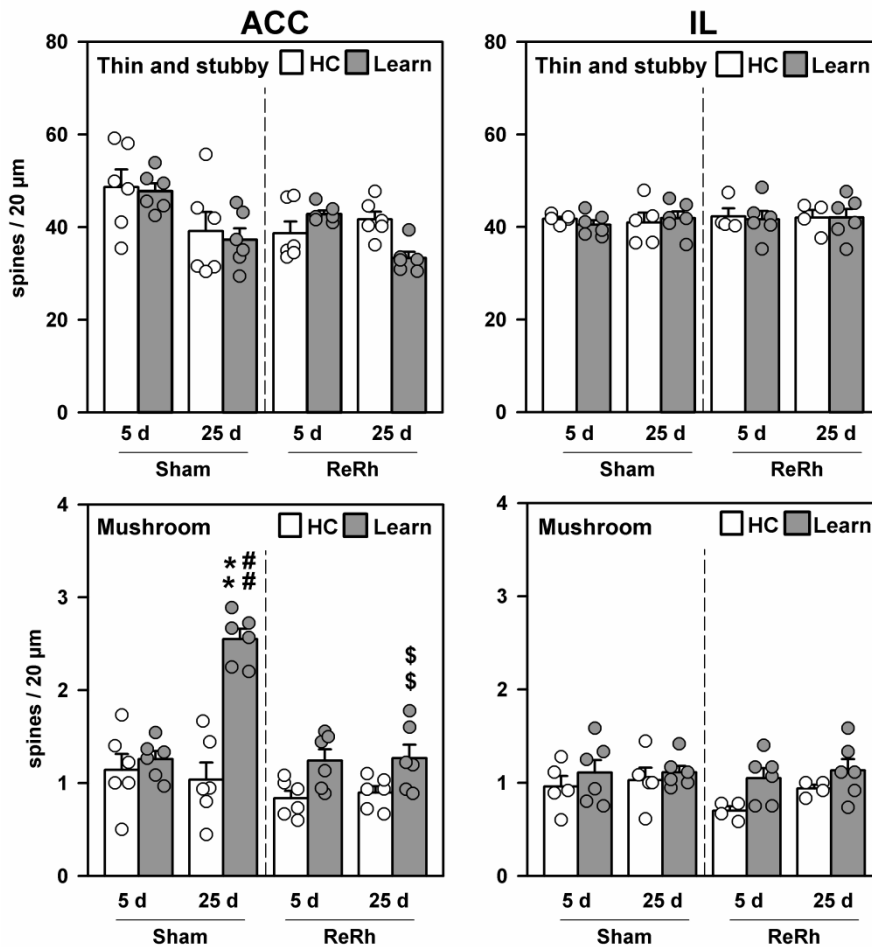 ACC
80
60
40
20
0
spines / 20 µm
Thin and stubby
HC Learn
5 d 25 d 5 d 25 d
Sham ReRh
IL
80
60
40
20
0
Thin and stubby
HC Learn
5 d 25 d 5 d 25 d
Sham ReRh
4
3
2
1
0
spines / 20 µm
Mushroom
HC Learn
* #
* #
$
$
5 d 25 d 5 d 25 d
Sham ReRh
4
3
2
1
0
Mushroom
HC Learn
5 d 25 d 5 d 25 d
Sham ReRh